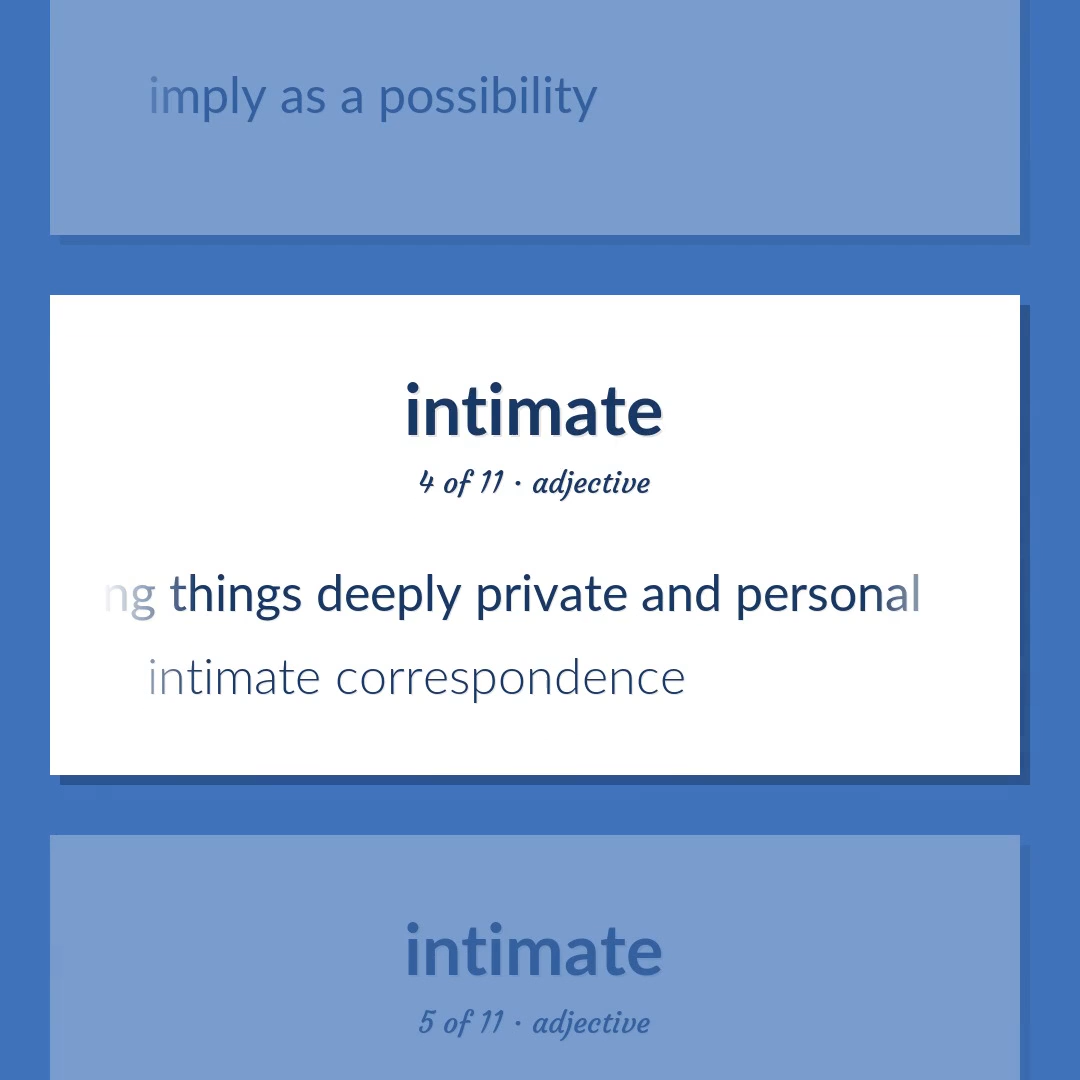 imply as a possibility
intimate
4 of 11 · adjective
ng things deeply private and personal
intimate correspondence
intimate
5 of 11 · adjective